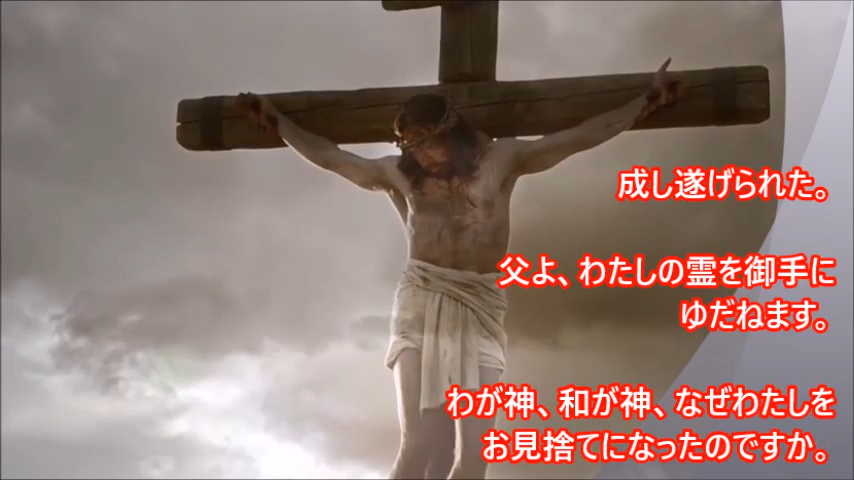 成し遂げられた。
父よ、わたしの霊を御手に
ゆだねます。
わが神、和が神、なぜわたしを
お見捨てになったのですか。